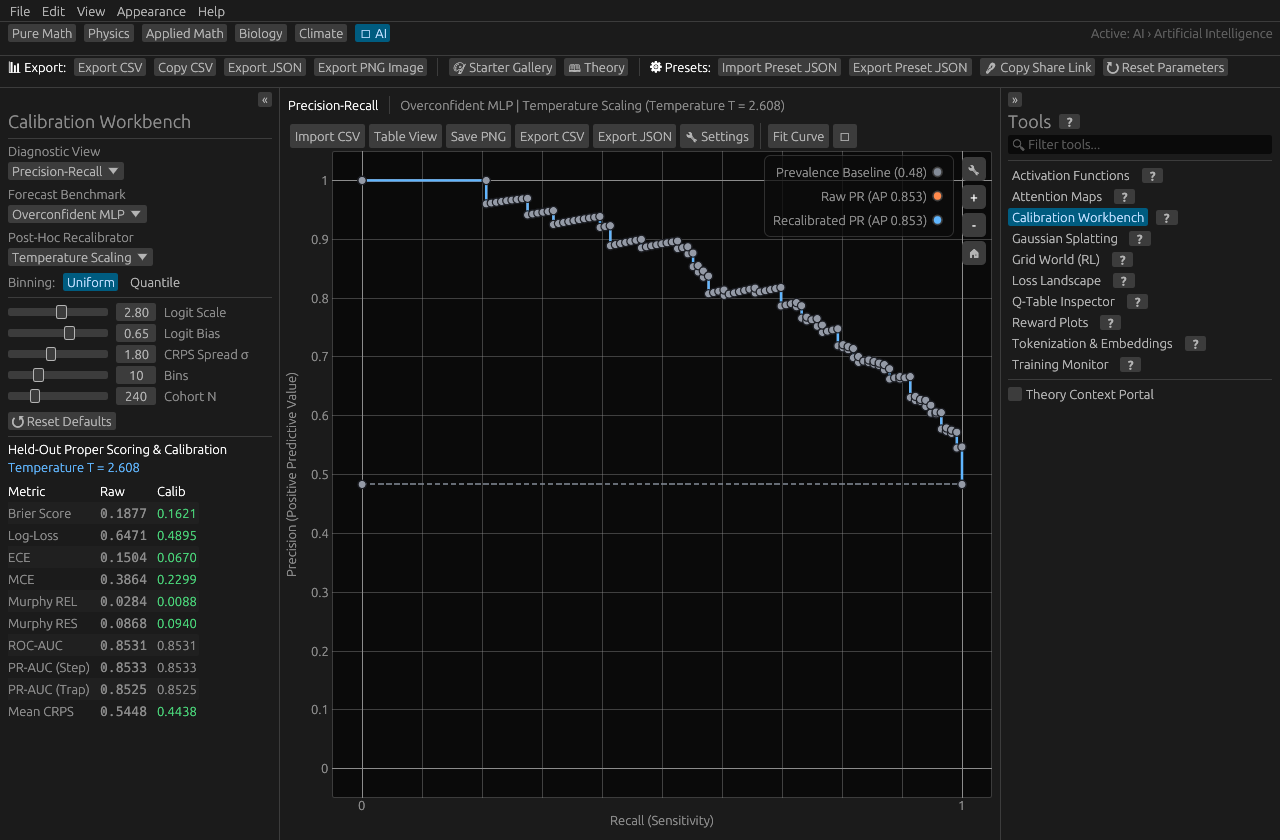 File Edit View Appearance Help
Pure Math Physics Applied Math Biology Climate AI Active: AI › Artificial Intelligence
Export: Export CSV Copy CSV Export JSON Export PNG Image Starter Gallery Theory Presets: Import Preset JSON Export Preset JSON Copy Share Link Reset Parameters
«
Calibration Workbench
Diagnostic View
Precision-Recall ▼
Forecast Benchmark
Overconfident MLP ▼
Post-Hoc Recalibrator
Temperature Scaling ▼
Binning: Uniform Quantile
2.80 Logit Scale
0.65 Logit Bias
1.80 CRPS Spread σ
10 Bins
240 Cohort N
Reset Defaults
Held-Out Proper Scoring & Calibration
Temperature T = 2.608
Metric Raw Calib
Brier Score 0.1877 0.1621
Log-Loss 0.6471 0.4895
ECE 0.1504 0.0670
MCE 0.3864 0.2299
Murphy REL 0.0284 0.0088
Murphy RES 0.0868 0.0940
ROC-AUC 0.8531 0.8531
PR-AUC (Step) 0.8533 0.8533
PR-AUC (Trap) 0.8525 0.8525
Mean CRPS 0.5448 0.4438
Precision-Recall Overconfident MLP | Temperature Scaling (Temperature T = 2.608)
Import CSV Table View Save PNG Export CSV Export JSON Settings Fit Curve
Prevalence Baseline (0.48)
Raw PR (AP 0.853)
Recalibrated PR (AP 0.853)
+
-
Precision (Positive Predictive Value)
1
0.9
0.8
0.7
0.6
0.5
0.4
0.3
0.2
0.1
0
0 1
Recall (Sensitivity)
»
Tools ?
Filter tools...
Activation Functions ?
Attention Maps ?
Calibration Workbench ?
Gaussian Splatting ?
Grid World (RL) ?
Loss Landscape ?
Q-Table Inspector ?
Reward Plots ?
Tokenization & Embeddings ?
Training Monitor ?
Theory Context Portal